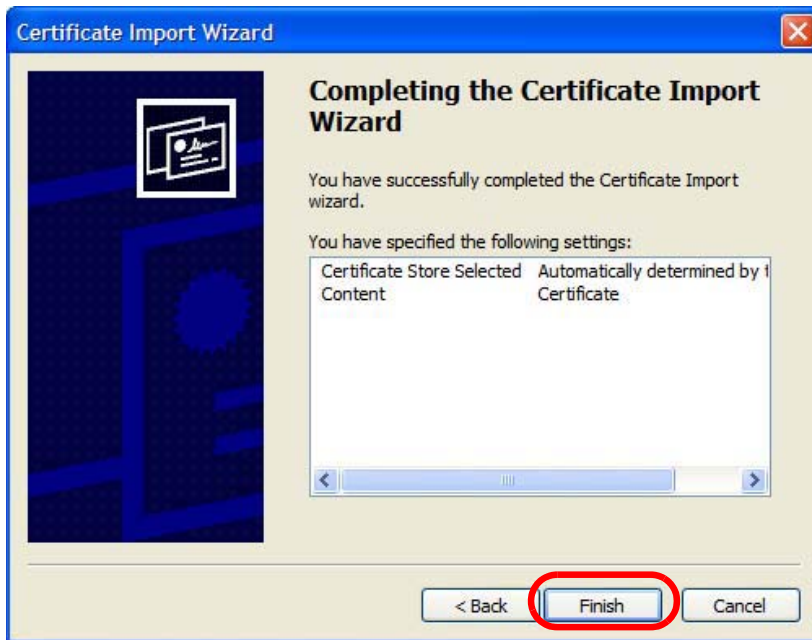 Certificate Import Wizard
Completing the Certificate Import
Wizard
You have successfully completed the Certificate Import
wizard.
You have specified the following settings:
Certificate Store Selected Automatically determined by t
Content Certificate
< Back Finish Cancel